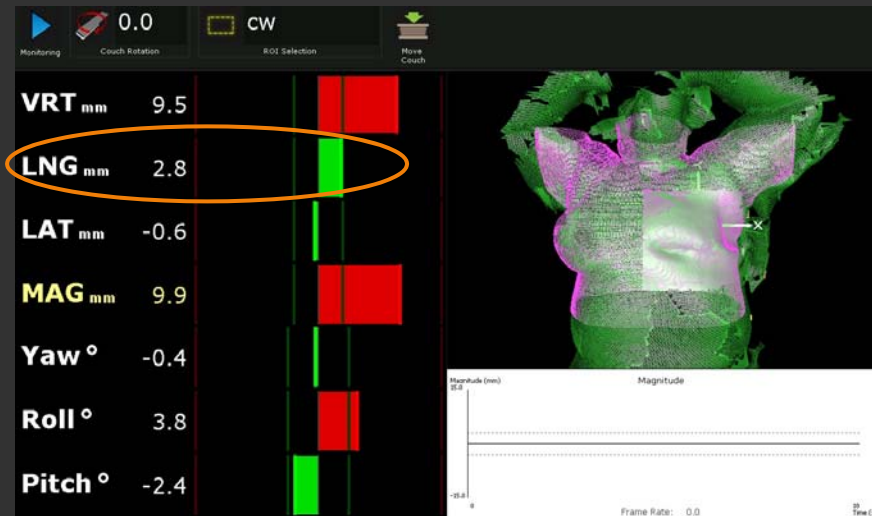 0.0
CW
Monitoring
Couch Rotation
ROI Selection
Move
Couch
VRT mm 9.5
LNG mm 2.8
LAT mm -0.6
MAG mm 9.9
Yaw ° -0.4
Roll ° 3.8
Pitch ° -2.4
X
Magnitude (mm)
Magnitude
15.0
-15.0
0
Frame Rate: 0.0
Time